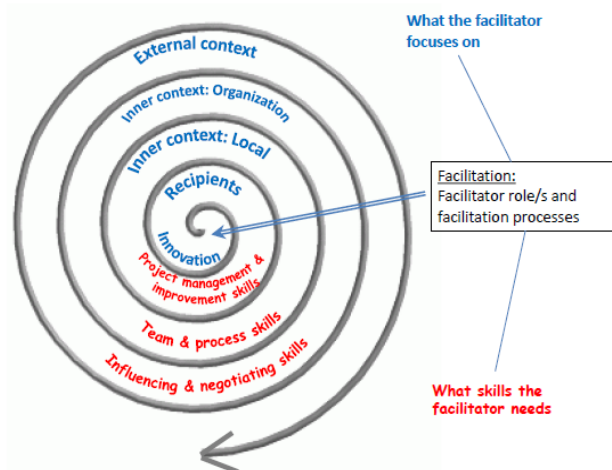 What the facilitator
focuses on
External context
Inner context: Organization
Inner context: Local
Recipients
Innovation
Facilitation:
Facilitator role/s and
facilitation processes
Project management &
improvement skills
Team & process skills
Influencing & negotiating skills
What skills the
facilitator needs